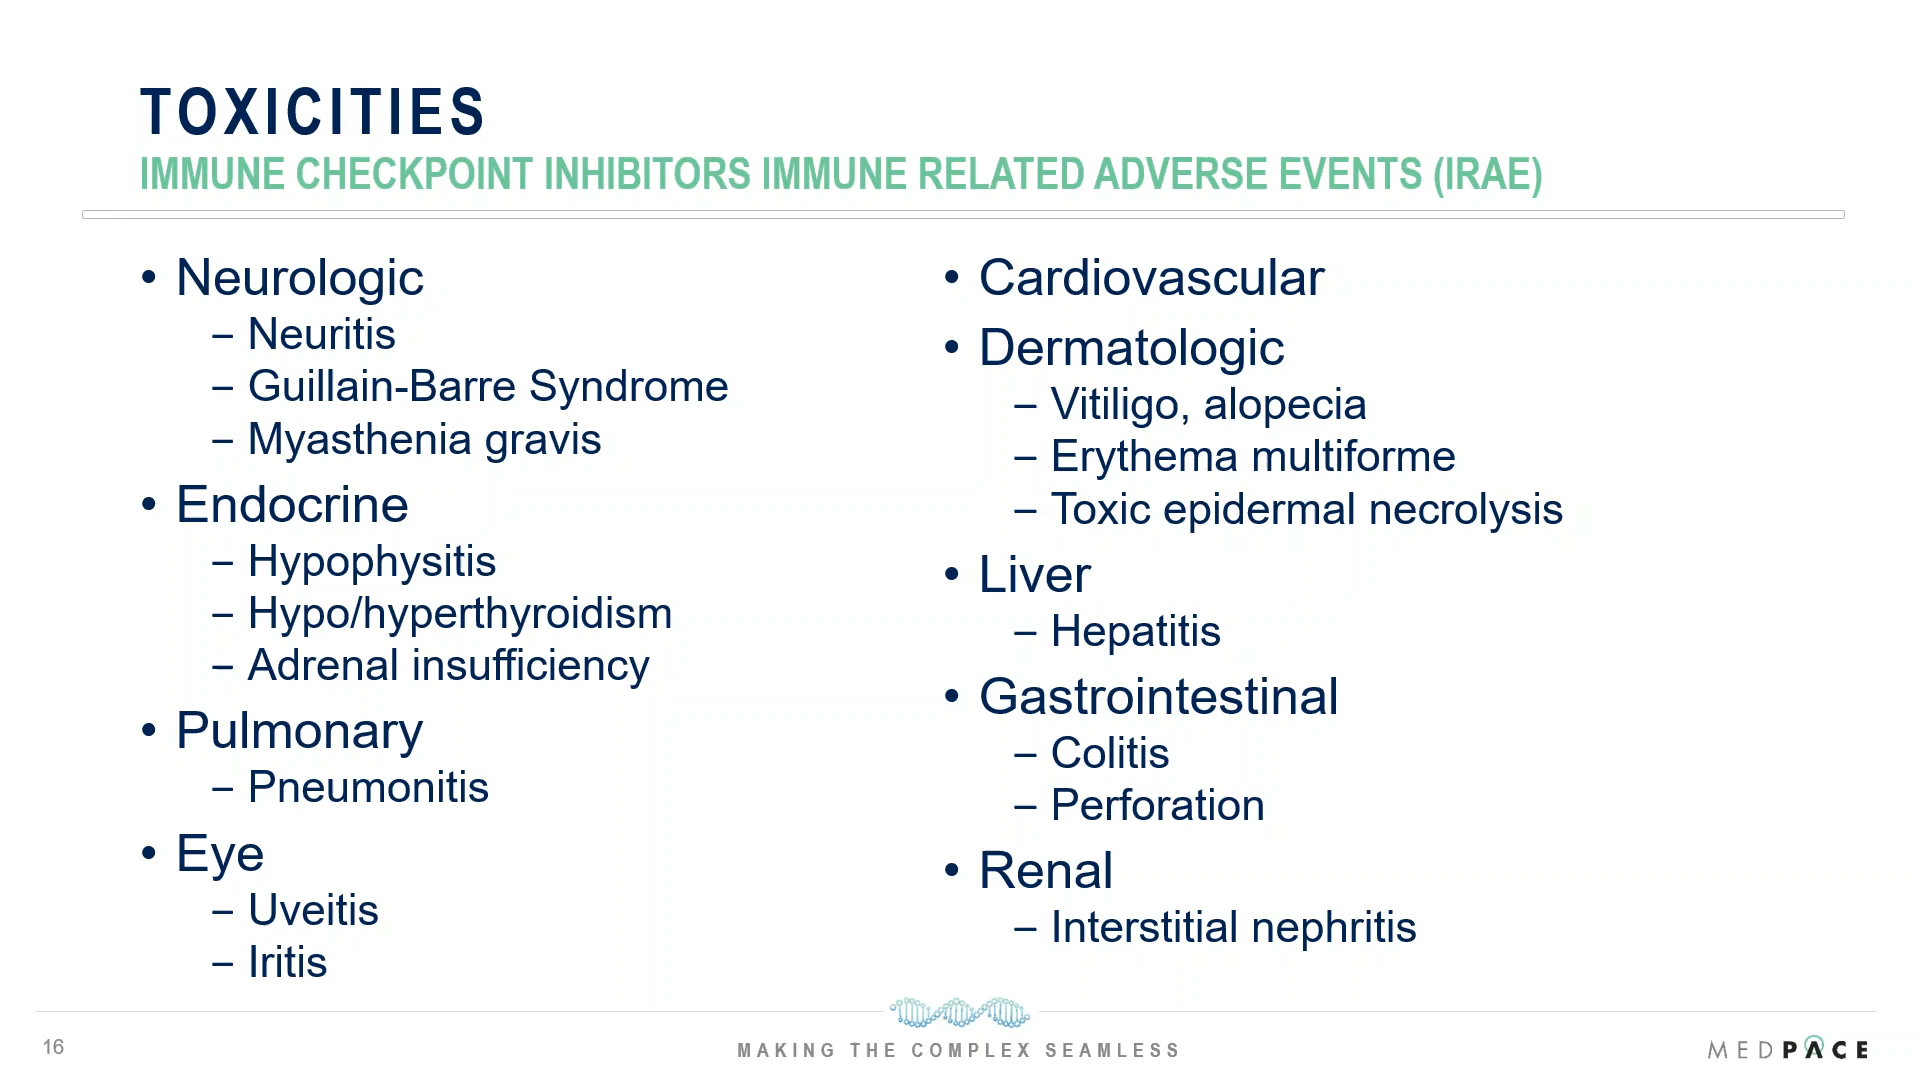 TOXICITIES
IMMUNE CHECKPOINT INHIBITORS IMMUNE RELATED ADVERSE EVENTS (IRAE)
• Neurologic
– Neuritis
– Guillain-Barre Syndrome
– Myasthenia gravis
• Endocrine
– Hypophysitis
– Hypo/hyperthyroidism
– Adrenal insufficiency
• Pulmonary
– Pneumonitis
• Eye
– Uveitis
– Iritis
• Cardiovascular
• Dermatologic
– Vitiligo, alopecia
– Erythema multiforme
– Toxic epidermal necrolysis
• Liver
– Hepatitis
• Gastrointestinal
– Colitis
– Perforation
• Renal
– Interstitial nephritis
16
MAKING THE COMPLEX SEAMLESS
MEDPACE